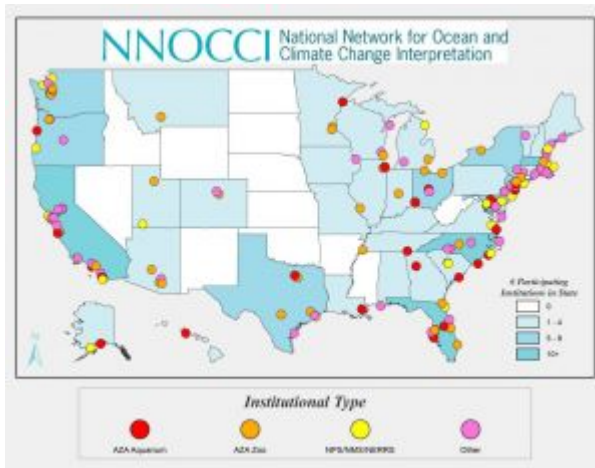 NNOCCI
National Network for Ocean and
Climate Change Interpretation
# Participating
Institutions in State
0
1 - 4
5 - 8
10+
Institutional Type
AZA Aquarium
AZA Zoo
NPS/NMS/NERRS
Other